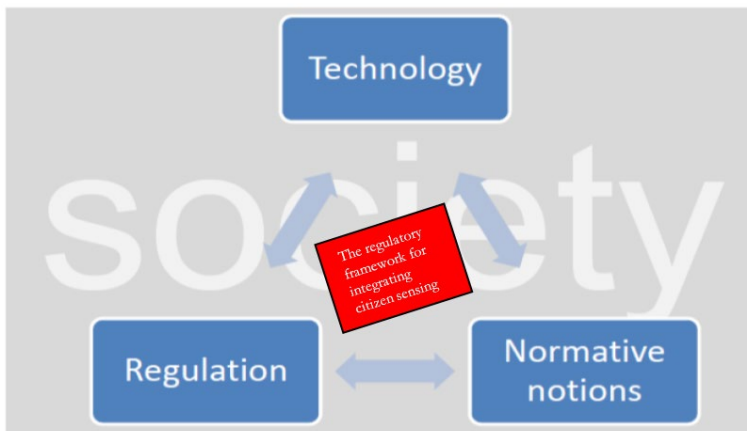 Technology
society
The regulatory
framework for
integrating
citizen sensing
Regulation
Normative
notions